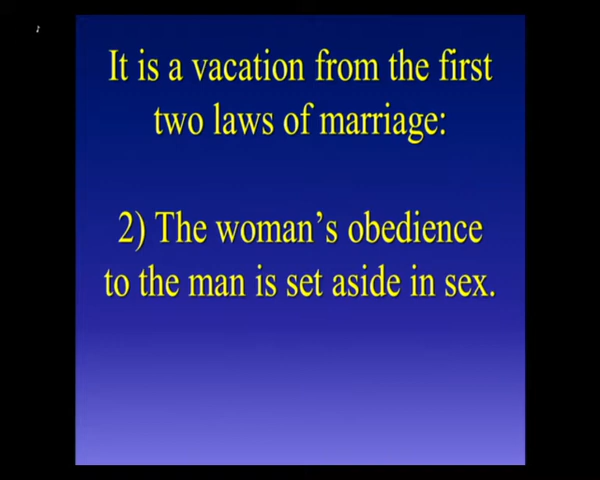 It is a vacation from the first
two laws of marriage:
2) The woman’s obedience
to the man is set aside in sex.